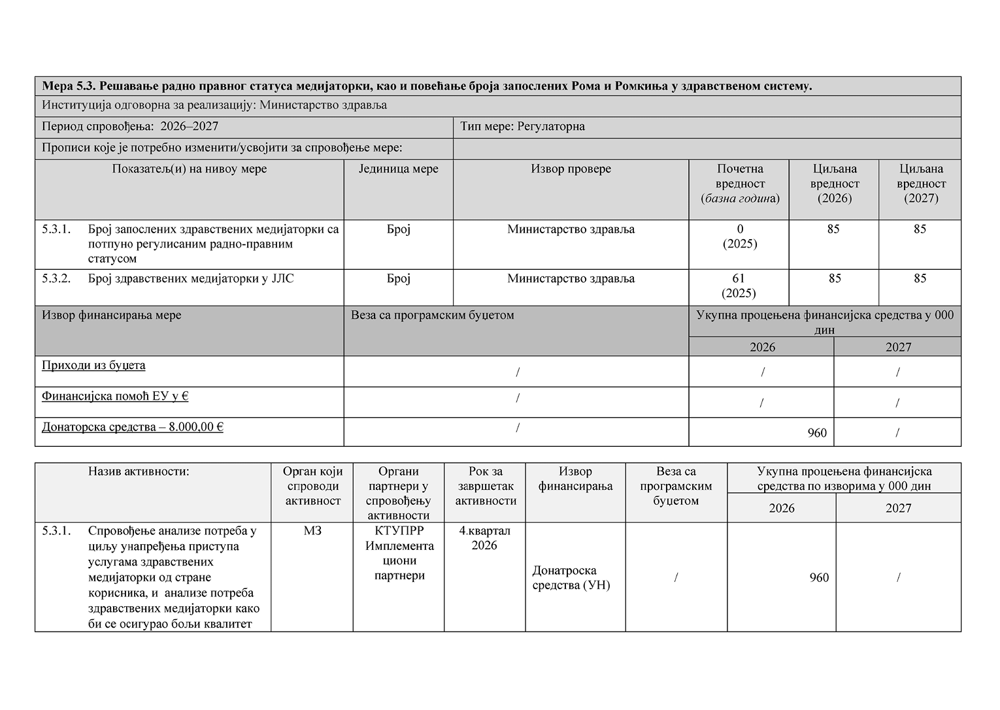 Мера 5.3. Решавање радно правног статуса медијаторки, као и повећање броја запослених Рома и Ромкиња у здравственом систему.
Институција одговорна за реализацију: Министарство здравља
Период спровођења: 2026–2027
Тип мере: Регулаторна
Прописи које је потребно изменити/усвојити за спровођење мере:
Показатељ(и) на нивоу мере
Јединица мере
Извор провере
Почетна
вредност
(базна година)
Циљана
вредност
(2026)
Циљана
вредност
(2027)
5.3.1. Број запослених здравствених медијаторки са
потпуно регулисаним радно-правним
статусом
Број
Министарство здравља
0
(2025)
85
85
5.3.2. Број здравствених медијаторки у ЈЛС
Број
Министарство здравља
61
(2025)
85
85
Извор финансирања мере
Веза са програмским буџетом
Укупна процењена финансијска средства у 000
дин
2026
2027
Приходи из буџета
/
/
/
Финансијска помоћ ЕУ у €
/
/
/
Донаторска средства – 8.000,00 €
/
960
/
Назив активности:
Орган који
спроводи
активност
Органи
партнери у
спровођењу
активности
Рок за
завршетак
активности
Извор
финансирања
Веза са
програмским
буџетом
Укупна процењена финансијска
средства по изворима у 000 дин
2026
2027
5.3.1. Спровођење анализе потреба у
циљу унапређења приступа
услугама здравствених
медијаторки од стране
корисника, и анализе потреба
здравствених медијаторки како
би се осигурао бољи квалитет
МЗ
КТУПРР
Имплемента
циони
партнери
4.квартал
2026
Донатроска
средства (УН)
/
960
/